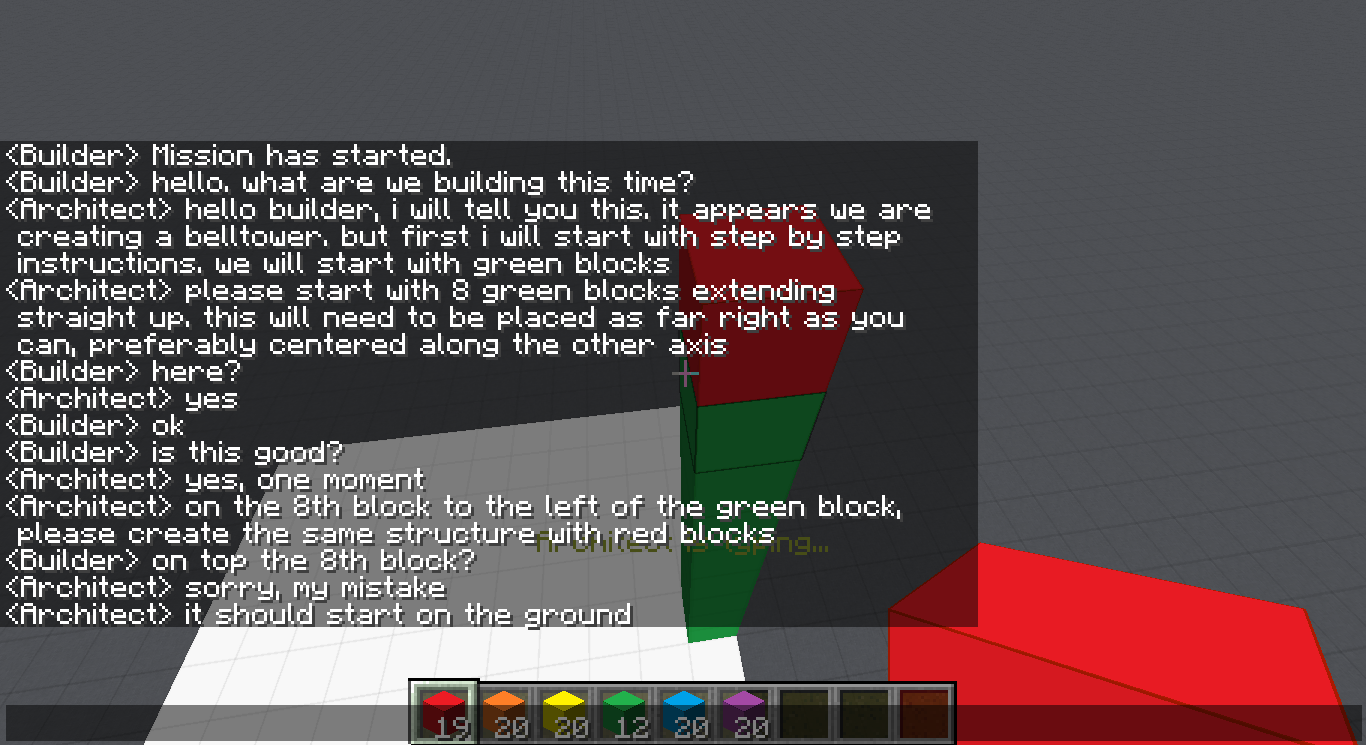 <Builder> Mission has started.
<Builder> hello. what are we building this time?
<Architect> hello builder, i will tell you this. it appears we are
creating a belltower. but first i will start with step by step
instructions. we will start with green blocks
<Architect> please start with 8 green blocks extending
straight up. this will need to be placed as far right as you
can, preferably centered along the other axis
<Builder> here?
<Architect> yes
<Builder> ok
<Builder> is this good?
<Architect> yes, one moment
<Architect> on the 8th block to the left of the green block,
please create the same structure with red blocks
Architect is typing...
<Builder> on top the 8th block?
<Architect> sorry, my mistake
<Architect> it should start on the ground
19 20 20 12 20 20